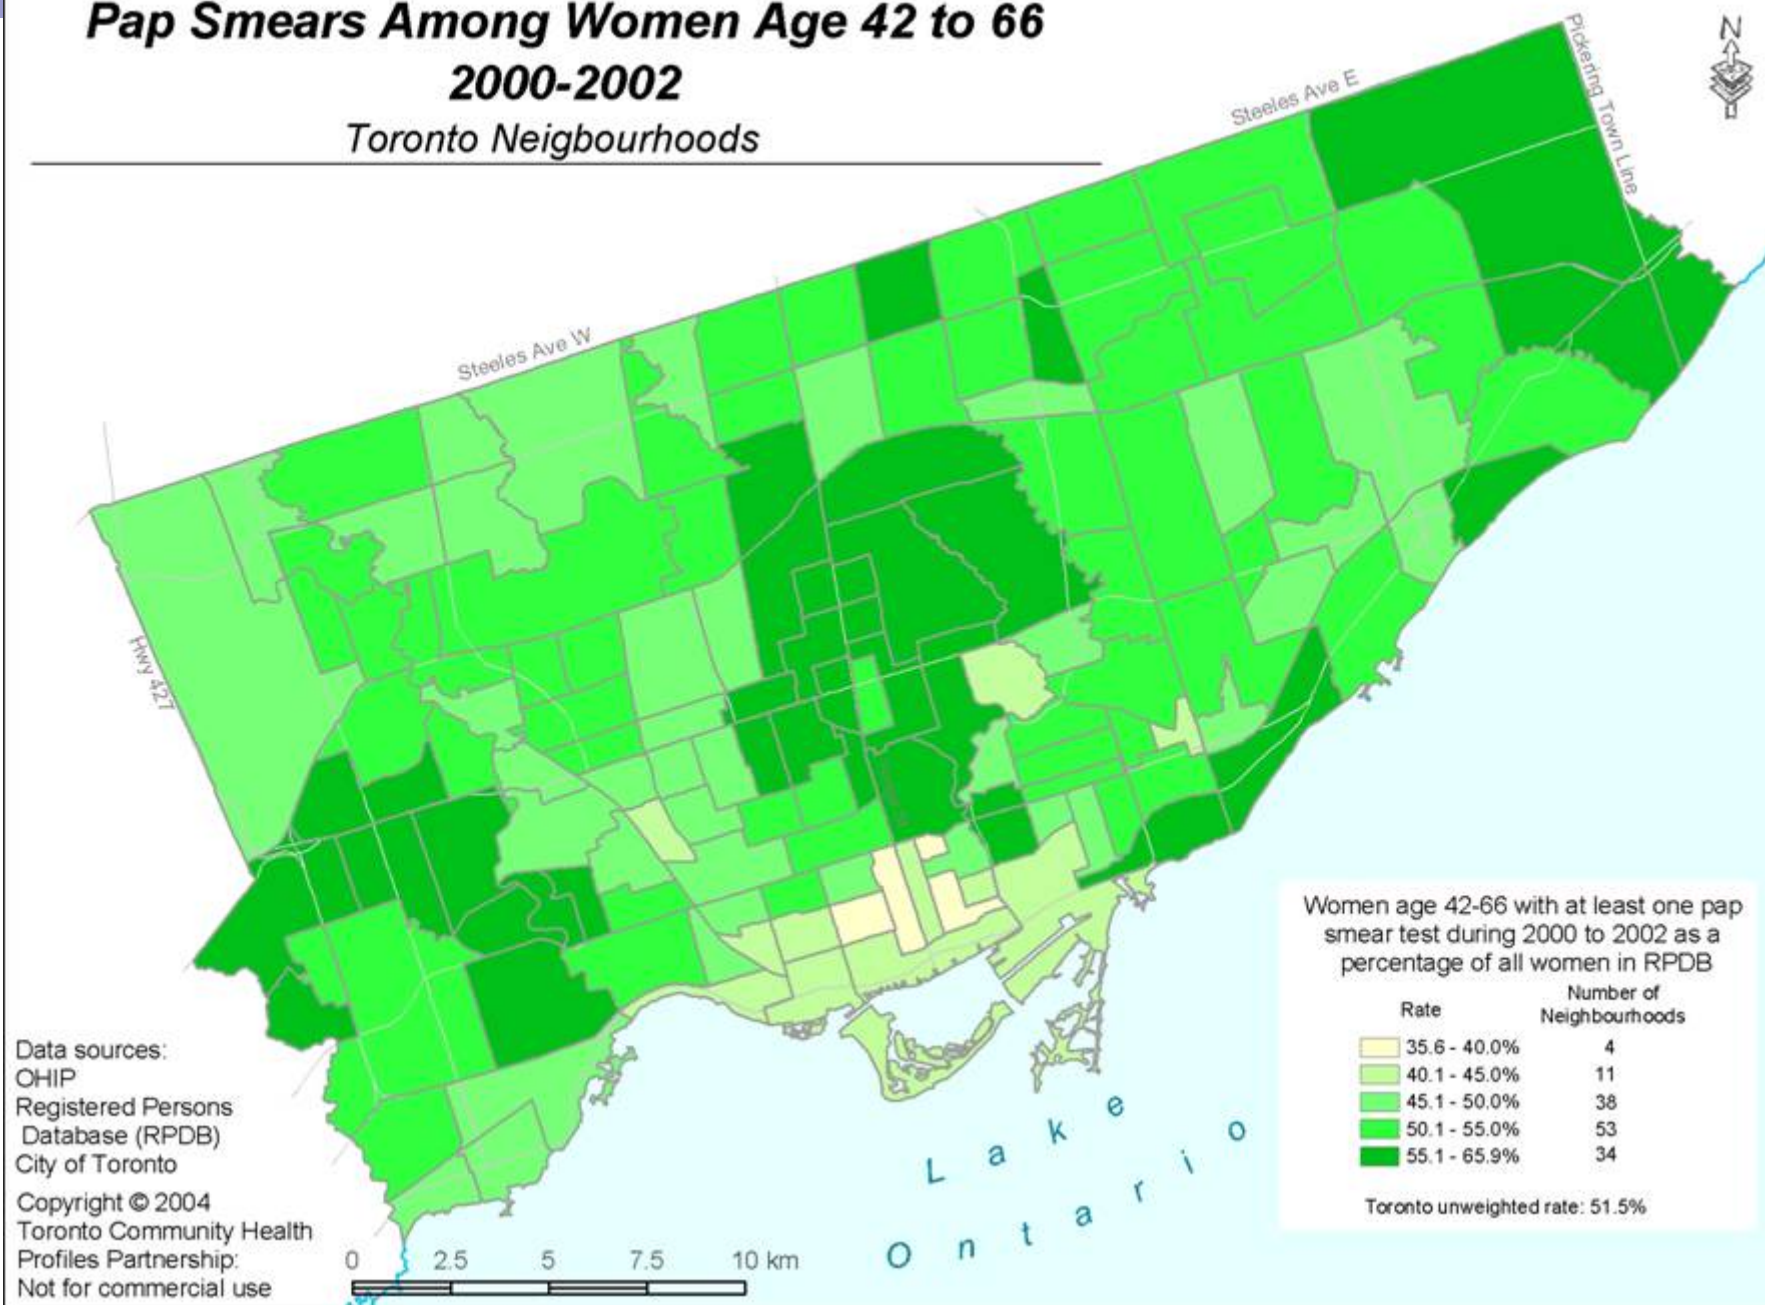 Pap Smears Among Women Age 42 to 66
2000-2002
Toronto Neigbourhoods
N
Pickering Town Line
Steeles Ave E
Steeles Ave W
Hwy 427
Women age 42-66 with at least one pap
smear test during 2000 to 2002 as a
percentage of all women in RPDB
Rate
Number of
Neighbourhoods
35.6 - 40.0% 4
40.1 - 45.0% 11
45.1 - 50.0% 38
50.1 - 55.0% 53
55.1 - 65.9% 34
Toronto unweighted rate: 51.5%
Lake
Ontario
Data sources:
OHIP
Registered Persons
Database (RPDB)
City of Toronto
Copyright © 2004
Toronto Community Health
Profiles Partnership:
Not for commercial use
0 2.5 5 7.5 10 km